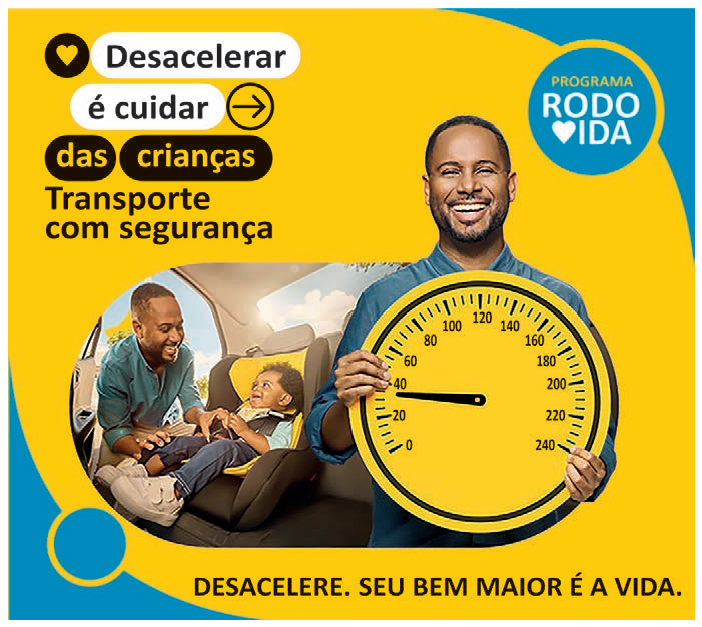 Desacelerar
é cuidar
das crianças
Transporte
com segurança
PROGRAMA
RODO
IDA
0
20
40
60
80
100
120
140
160
180
200
220
240
DESACELERE. SEU BEM MAIOR É A VIDA.